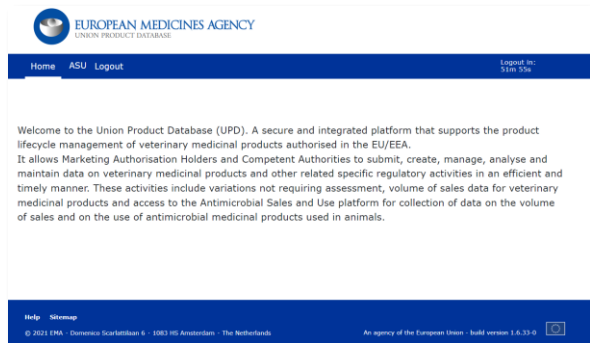 EUROPEAN MEDICINES AGENCY
UNION PRODUCT DATABASE
Home ASU Logout
Logout in:
51m 55s
Welcome to the Union Product Database (UPD). A secure and integrated platform that supports the product
lifecycle management of veterinary medicinal products authorised in the EU/EEA.
It allows Marketing Authorisation Holders and Competent Authorities to submit, create, manage, analyse and
maintain data on veterinary medicinal products and other related specific regulatory activities in an efficient and
timely manner. These activities include variations not requiring assessment, volume of sales data for veterinary
medicinal products and access to the Antimicrobial Sales and Use platform for collection of data on the volume
of sales and on the use of antimicrobial medicinal products used in animals.
Help Sitemap
© 2021 EMA - Domenico Scarlattilaan 6 - 1083 HS Amsterdam - The Netherlands
An agency of the European Union - build version 1.6.33-0